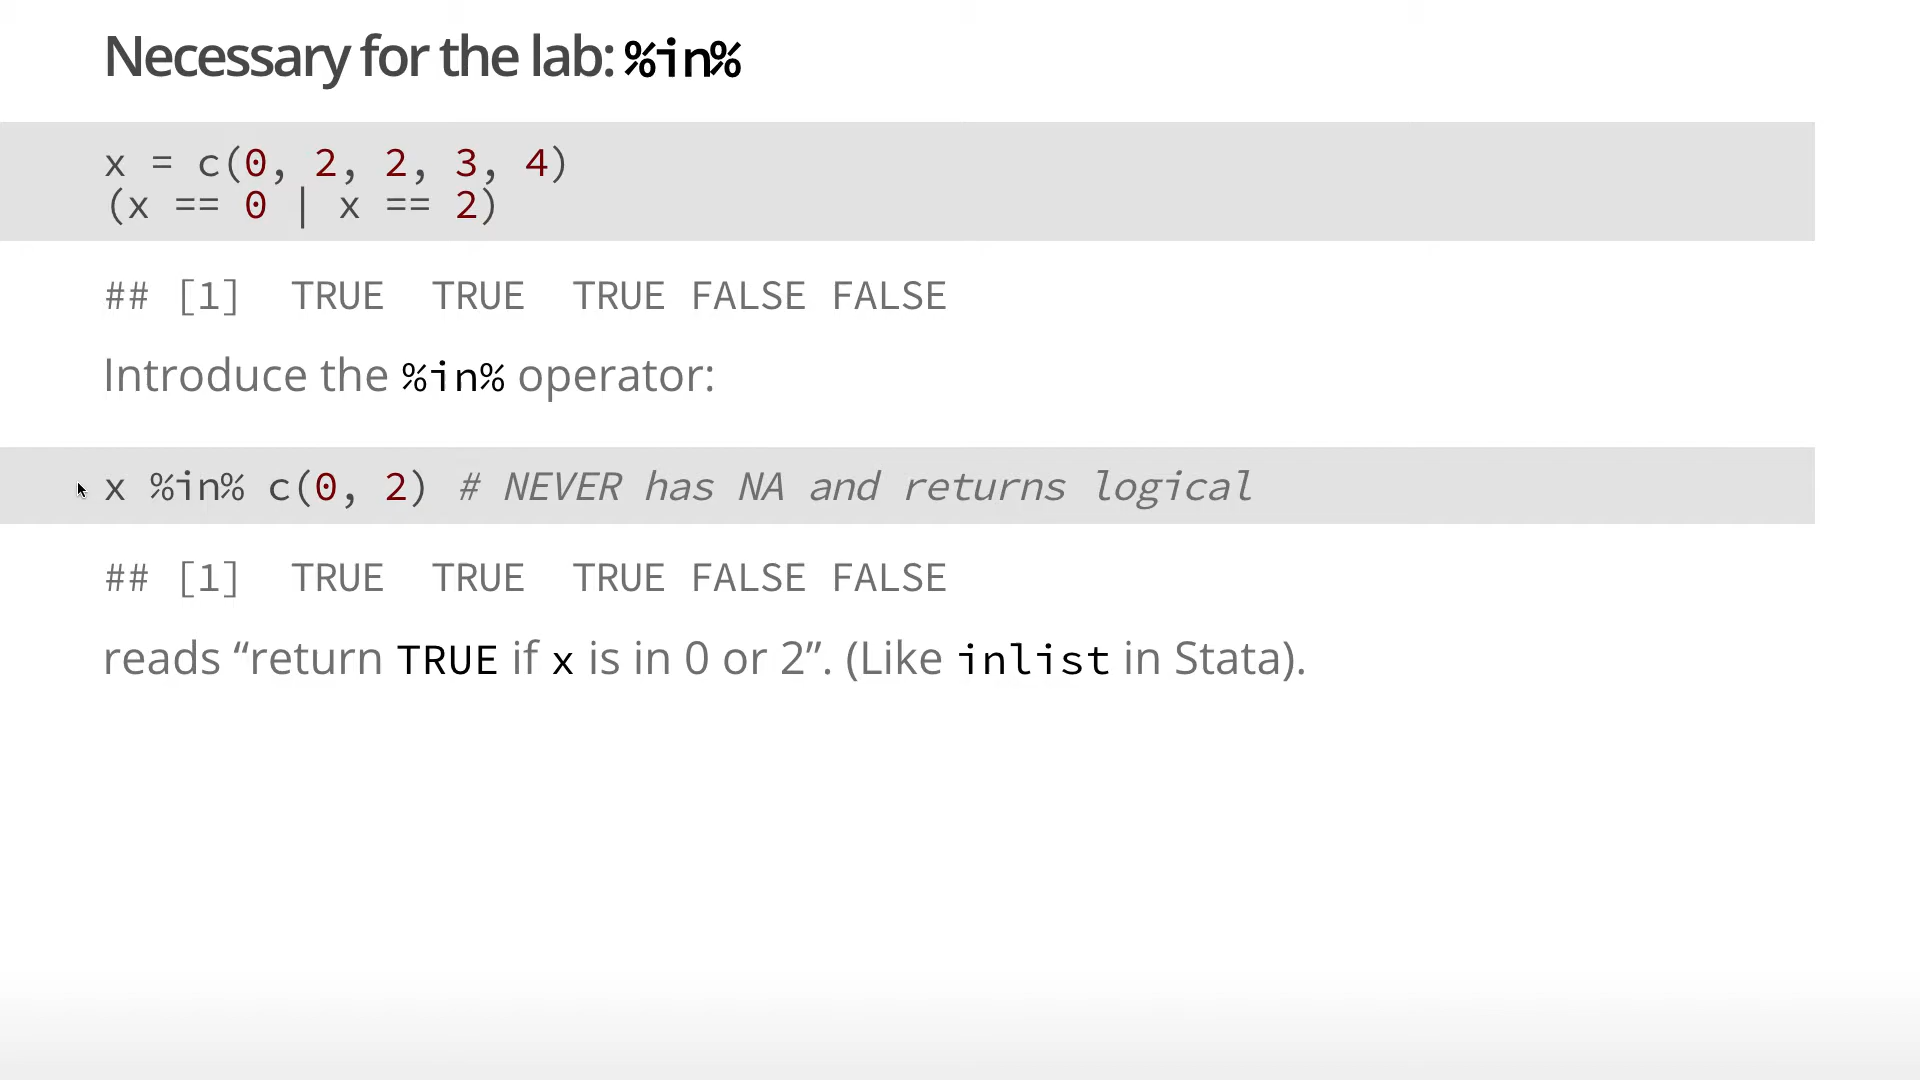 Necessary for the lab: %in%
x = c(0, 2, 2, 3, 4)
(x == 0 | x == 2)
## [1]  TRUE  TRUE  TRUE FALSE FALSE
Introduce the %in% operator:
x %in% c(0, 2) # NEVER has NA and returns logical
## [1]  TRUE  TRUE  TRUE FALSE FALSE
reads “return TRUE if x is in 0 or 2”. (Like inlist in Stata).